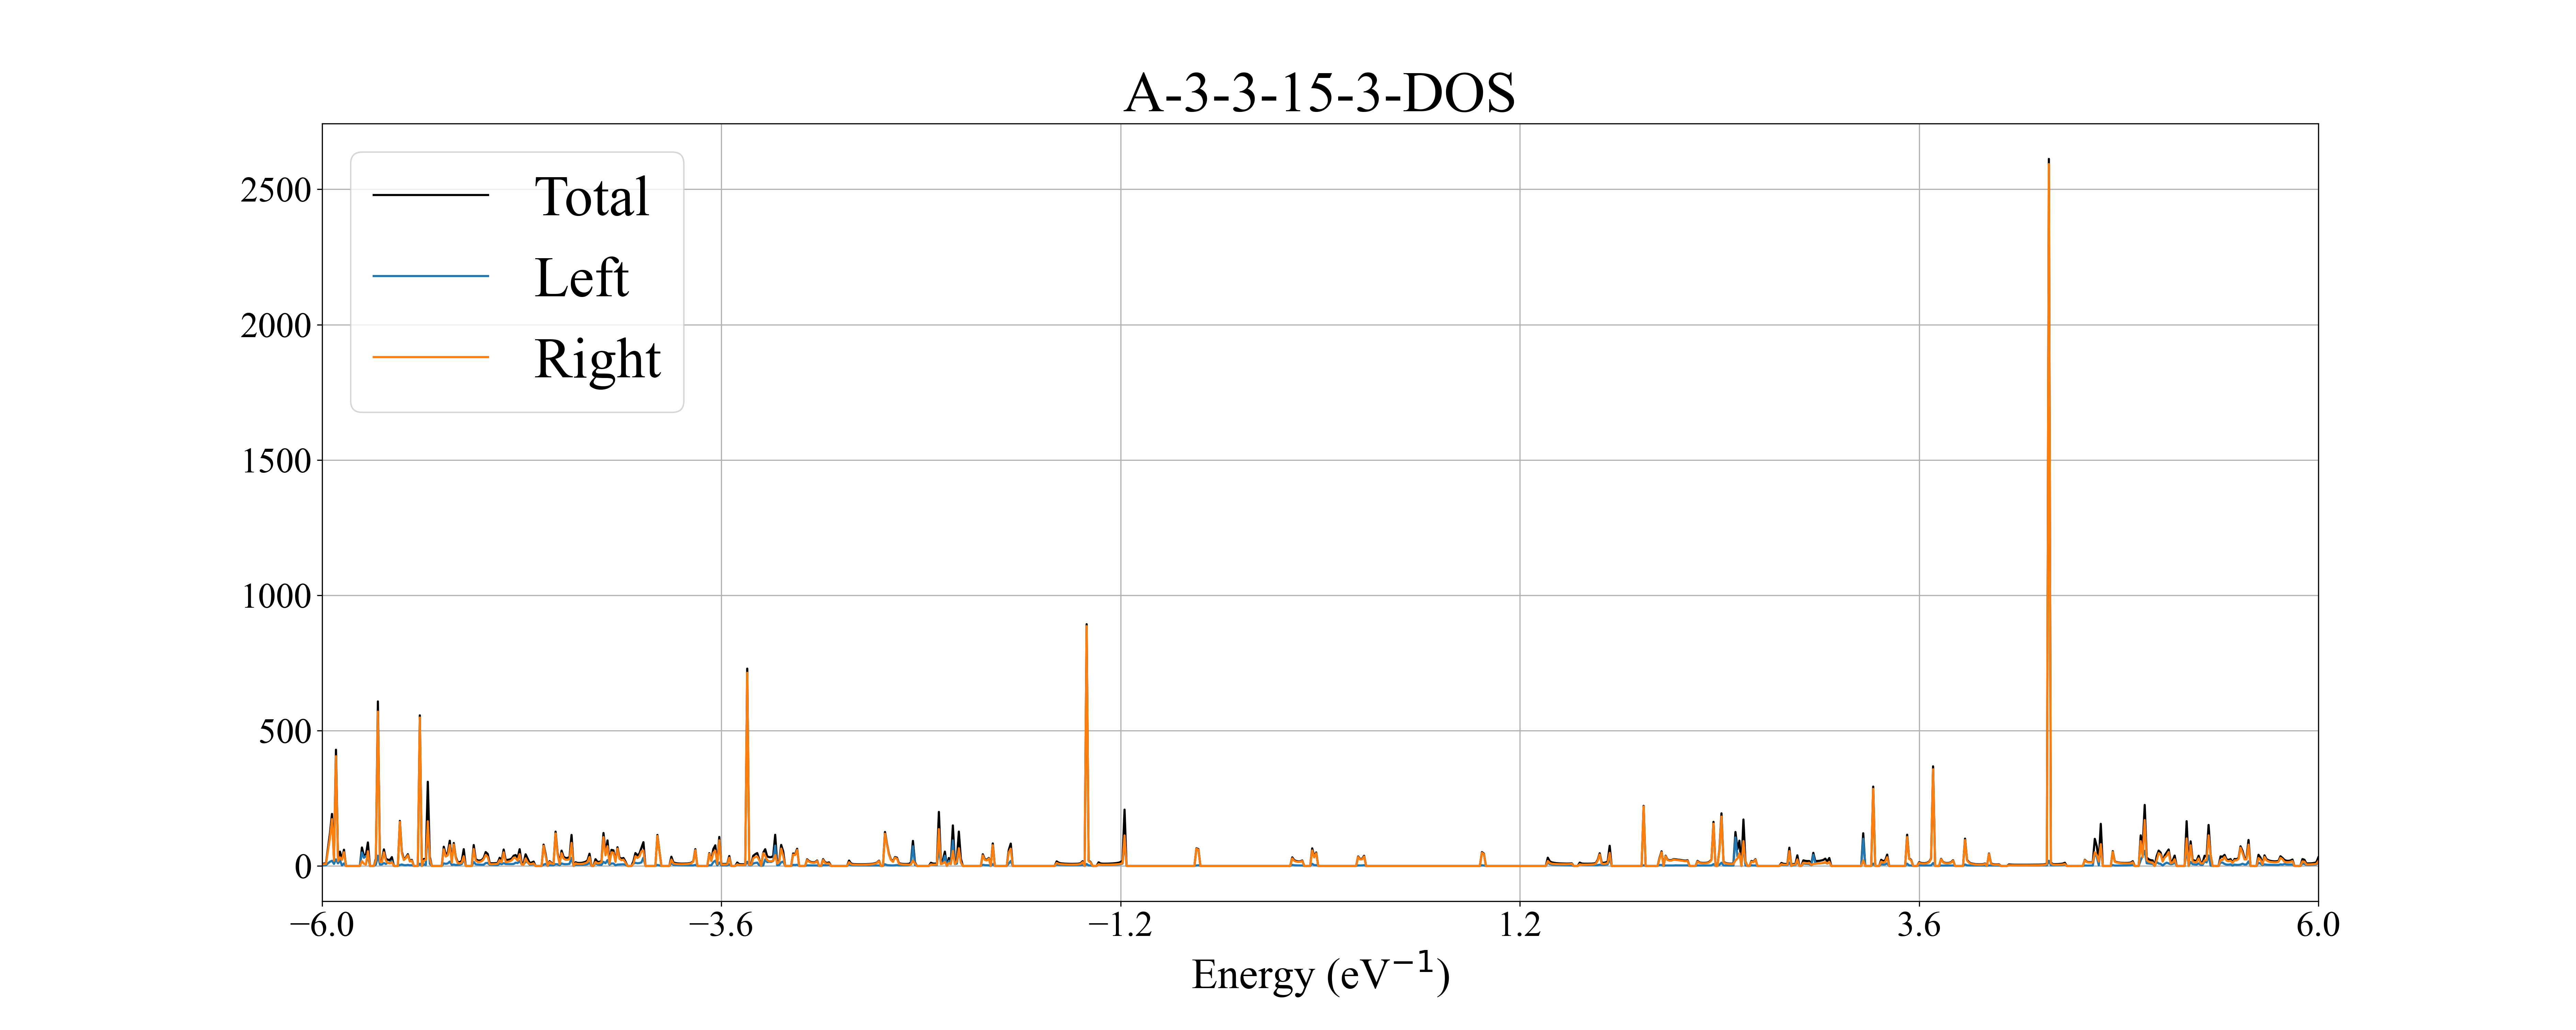 A-3-3-15-3-DOS
Total
Left
Right
2500
2000
1500
1000
500
0
−6.0 −3.6 −1.2 1.2 3.6 6.0
Energy (eV⁻¹)